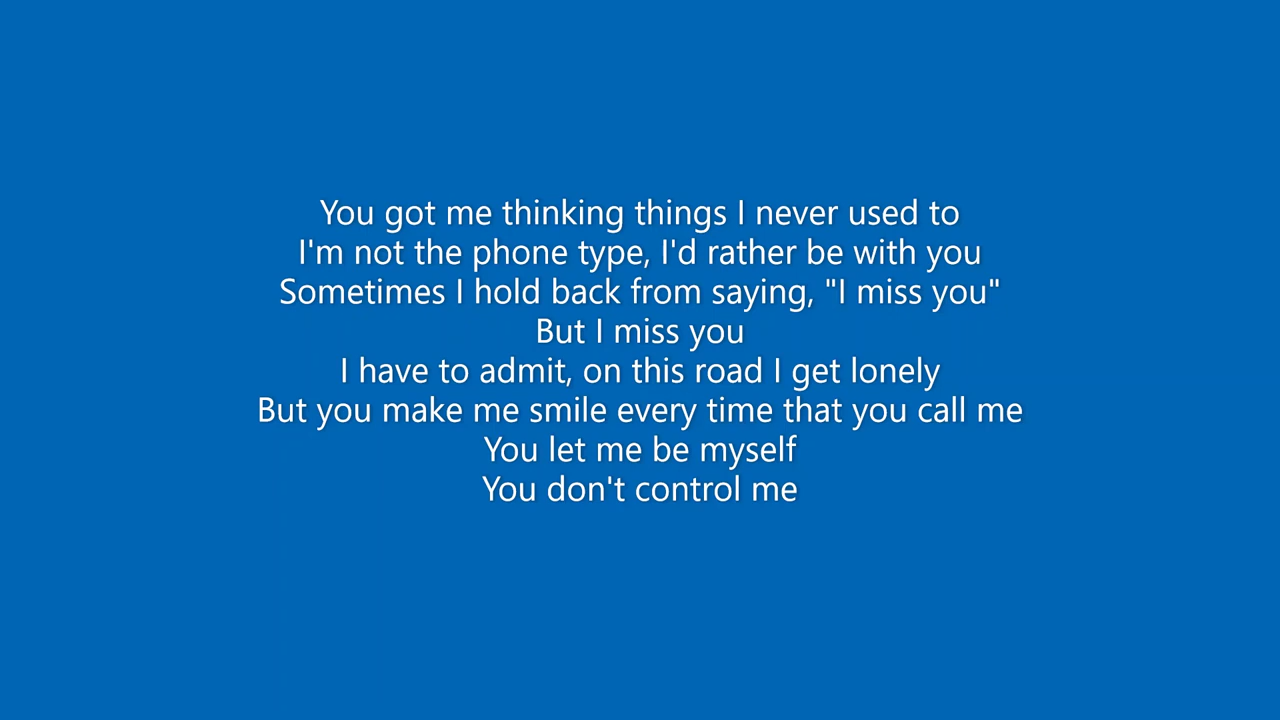 You got me thinking things I never used to
I'm not the phone type, I'd rather be with you
Sometimes I hold back from saying, "I miss you"
But I miss you
I have to admit, on this road I get lonely
But you make me smile every time that you call me
You let me be myself
You don't control me